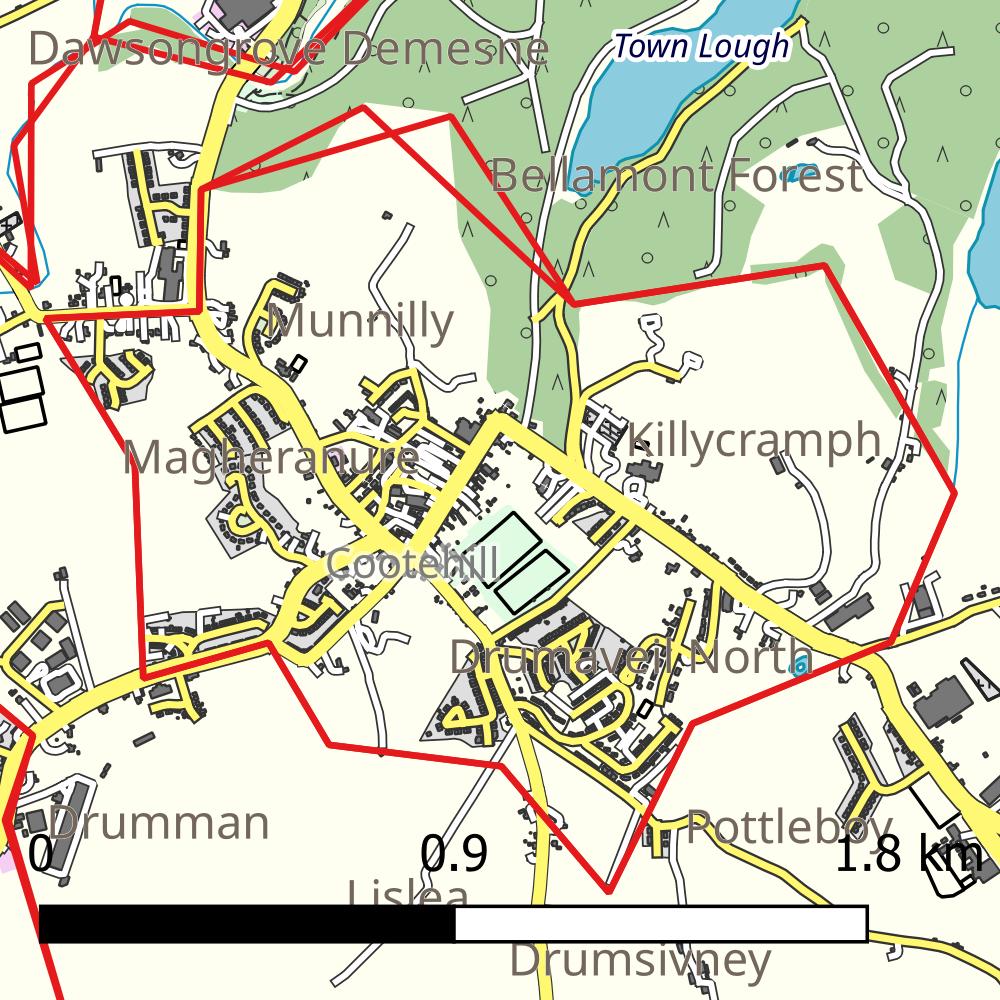 Dawsongrove Demesne
Town Lough
Bellamont Forest
Munnilly
Killycramph
Magheranure
Cootehill
Drumaveil North
Drumman
Pottleboy
0
0.9
1.8 km
Lislea
Drumsivney